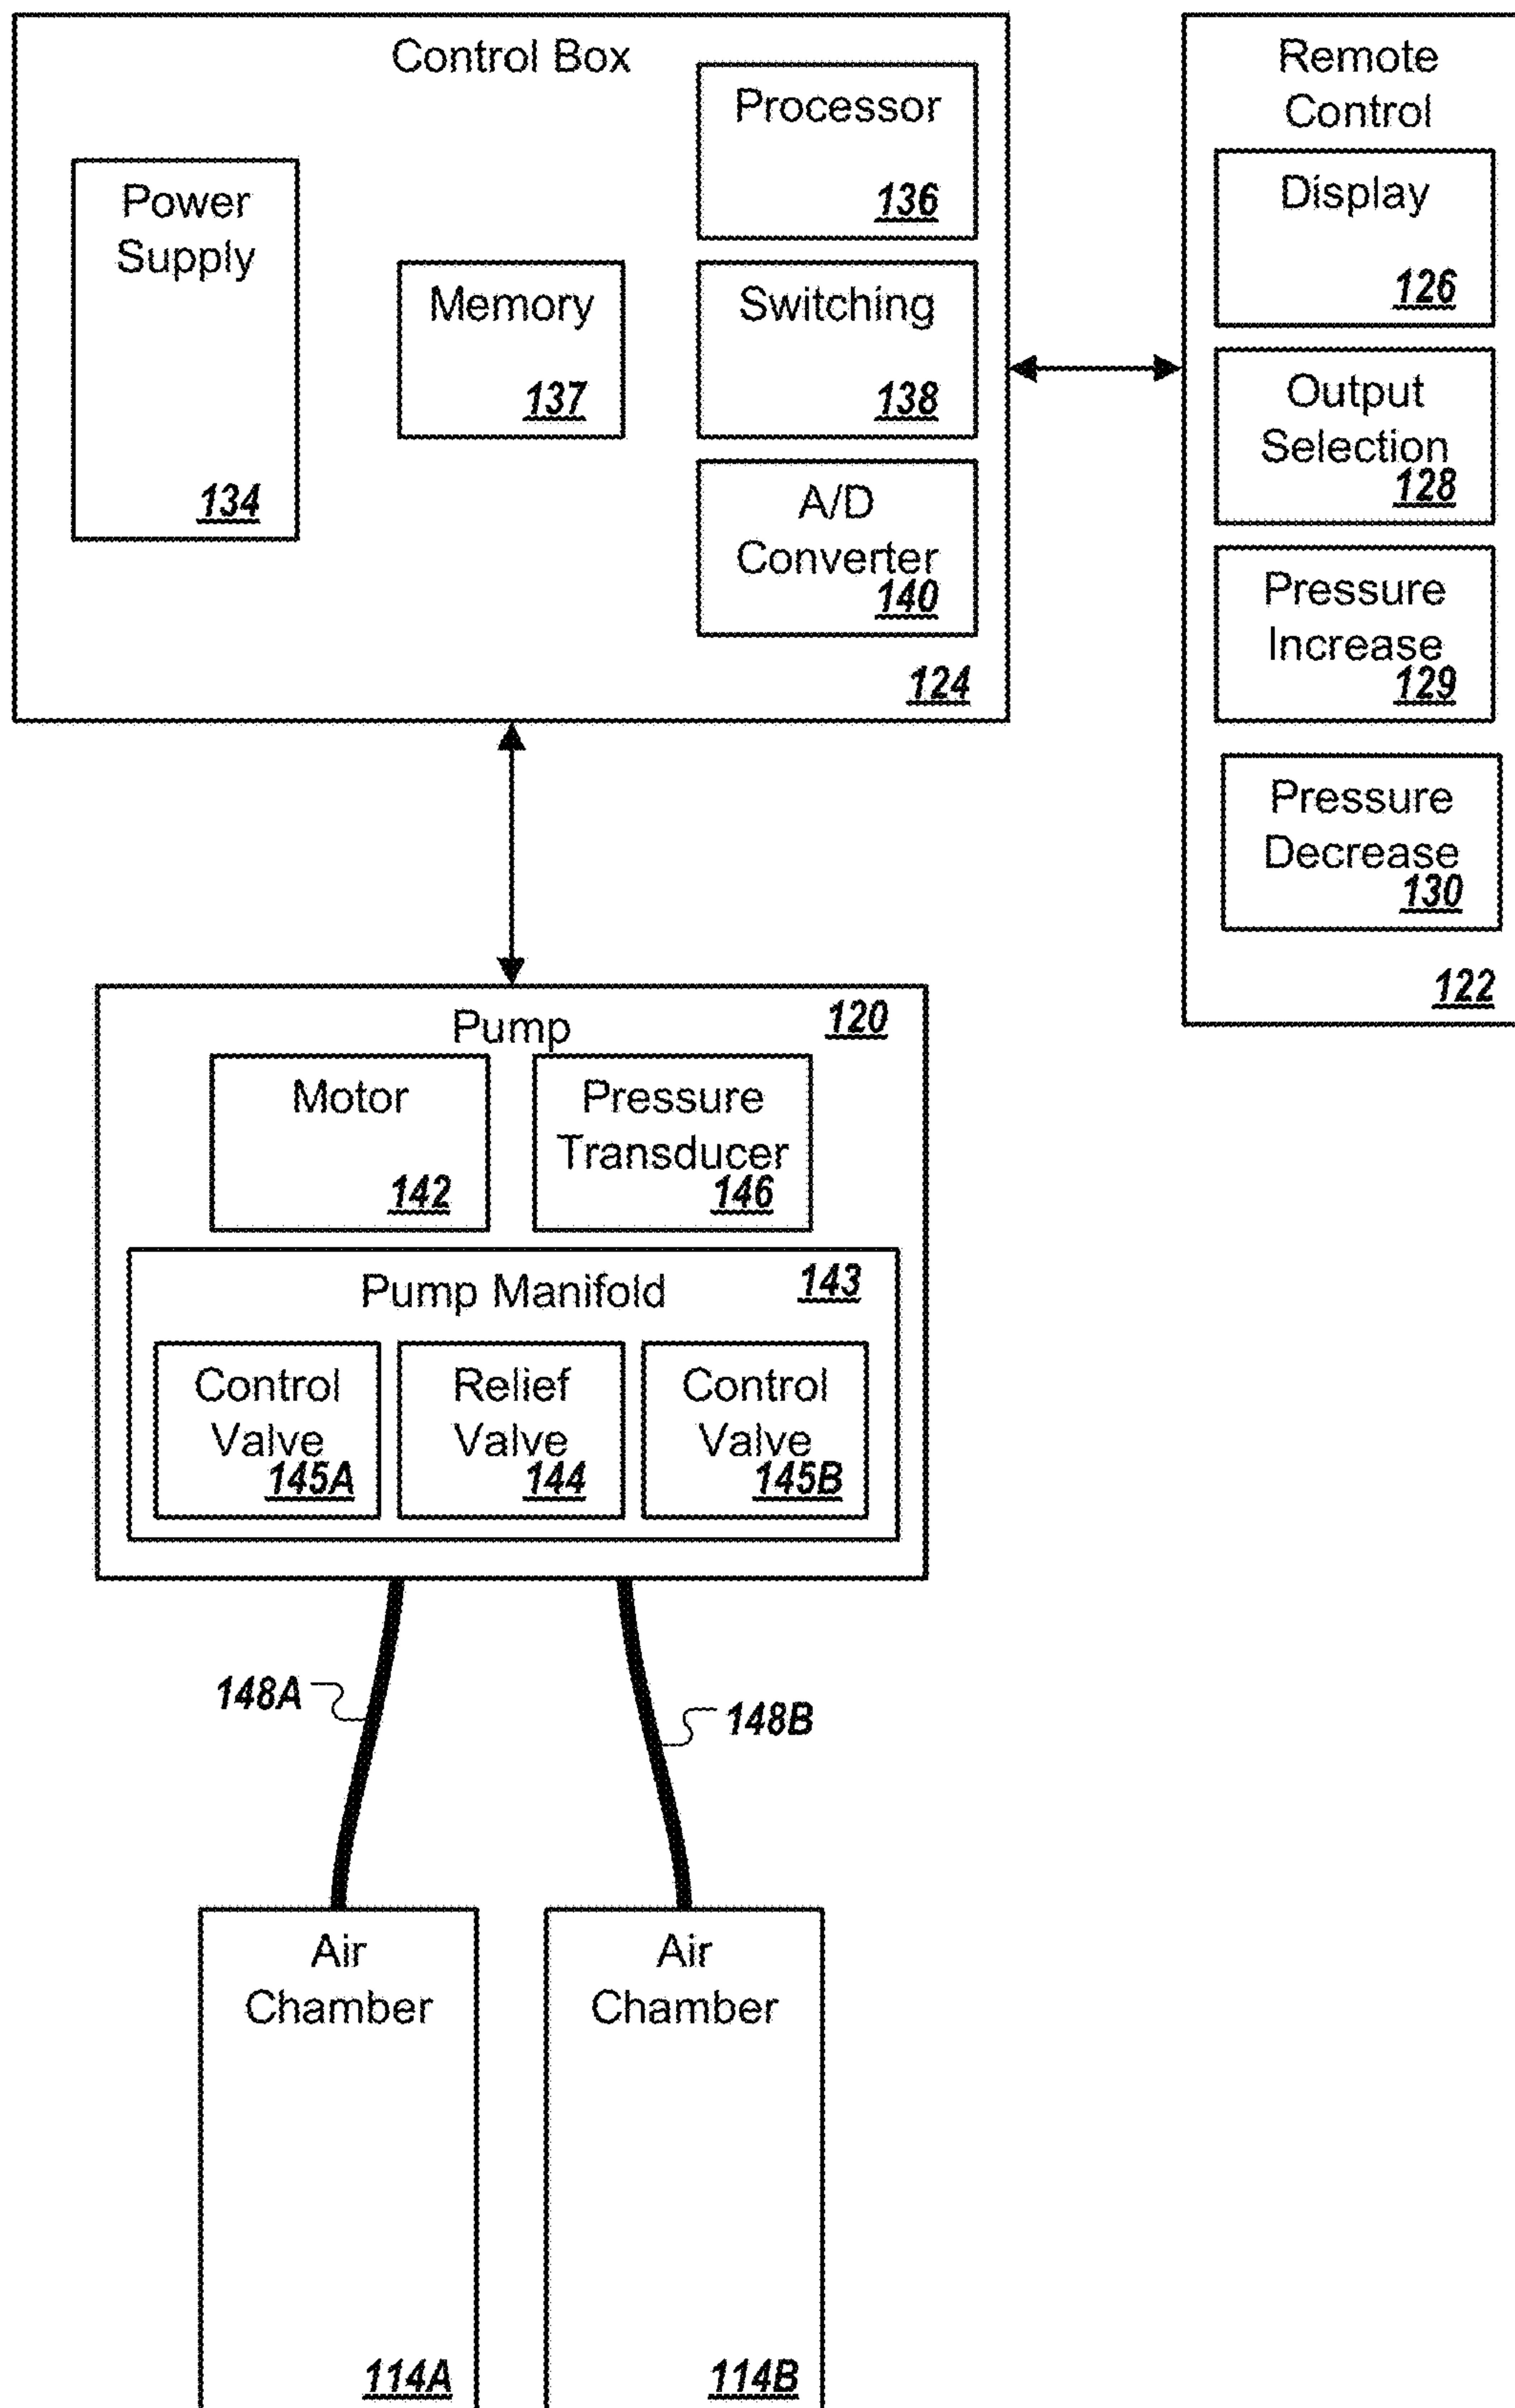 Control Box
Power
Supply
134
Memory
137
Processor
136
Switching
138
A/D
Converter
140
124
Remote
Control
Display
126
Output
Selection
128
Pressure
Increase
129
Pressure
Decrease
130
122
Pump
120
Motor
142
Pressure
Transducer
146
Pump Manifold
143
Control
Valve
145A
Relief
Valve
144
Control
Valve
145B
148A
148B
Air
Chamber
114A
Air
Chamber
114B